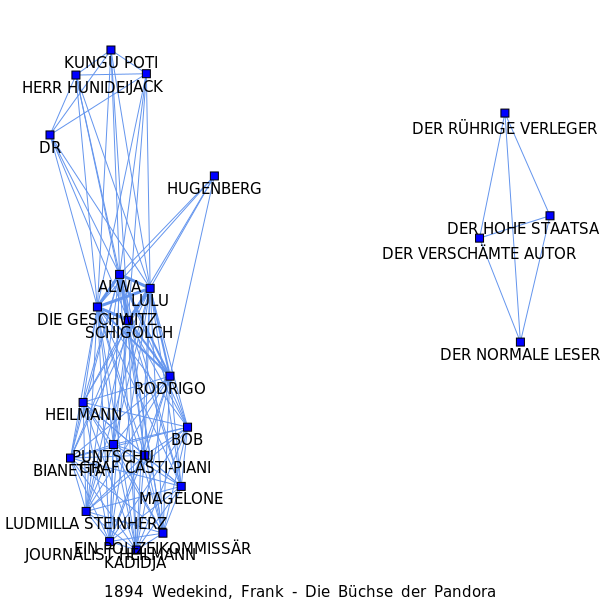 KUNGU POTI
HERR HUNIDEI
JACK
DER RÜHRIGE VERLEGER
DR
HUGENBERG
DER HOHE STAATSA
DER VERSCHÄMTE AUTOR
ALWA
LULU
DIE GESCHWITZ
SCHIGOLCH
DER NORMALE LESER
RODRIGO
HEILMANN
BOB
PUNTSCHU
GRAF CASTI-PIANI
BIANETTA
MAGELONE
LUDMILLA STEINHERZ
EIN POLIZEIKOMMISSÄR
JOURNALIST HEILMANN
KADIDJA
1894 Wedekind, Frank - Die Büchse der Pandora